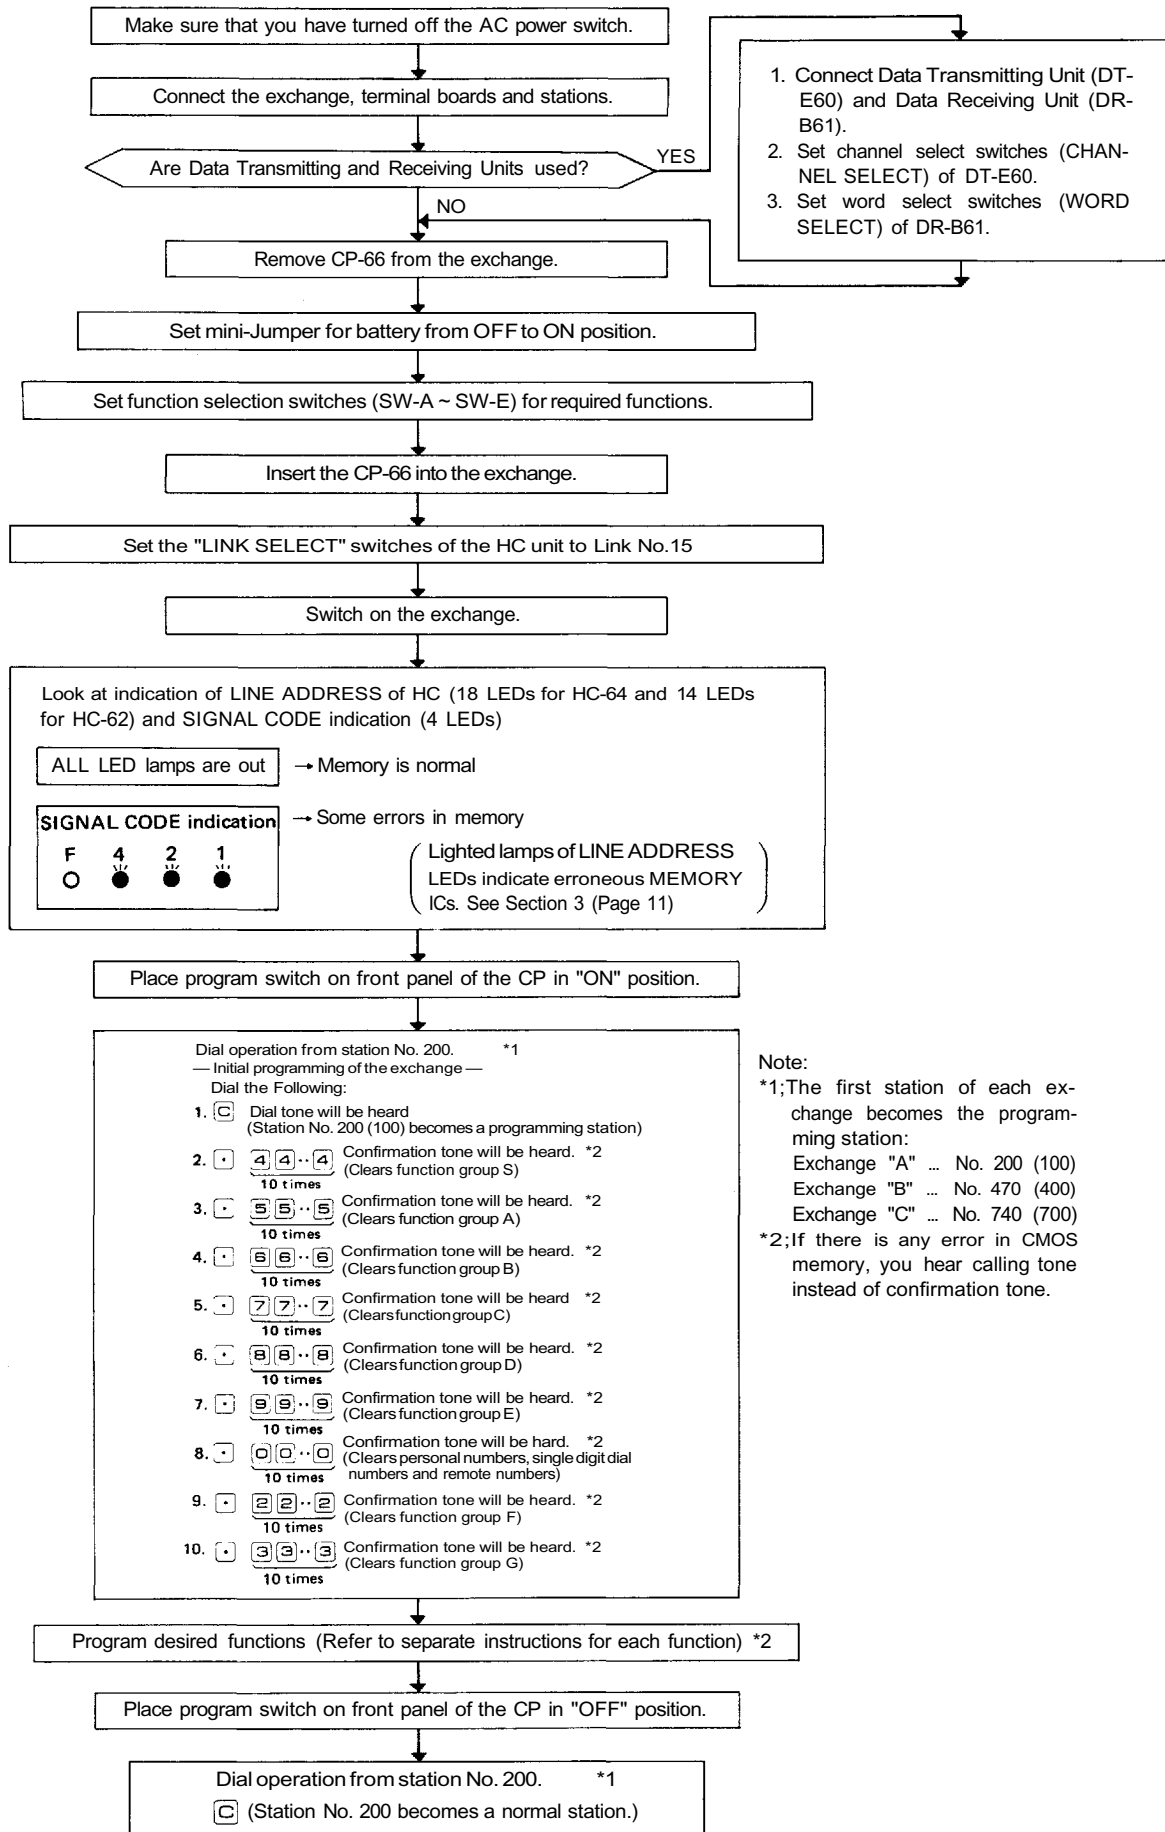 Make sure that you have turned off the AC power switch.
Connect the exchange, terminal boards and stations.
Are Data Transmitting and Receiving Units used?
YES
1. Connect Data Transmitting Unit (DT-
E60) and Data Receiving Unit (DR-
B61).
2. Set channel select switches (CHAN-
NEL SELECT) of DT-E60.
3. Set word select switches (WORD
SELECT) of DR-B61.
NO
Remove CP-66 from the exchange.
Set mini-Jumper for battery from OFF to ON position.
Set function selection switches (SW-A ~ SW-E) for required functions.
Insert the CP-66 into the exchange.
Set the "LINK SELECT" switches of the HC unit to Link No.15
Switch on the exchange.
Look at indication of LINE ADDRESS of HC (18 LEDs for HC-64 and 14 LEDs
for HC-62) and SIGNAL CODE indication (4 LEDs)
ALL LED lamps are out → Memory is normal
SIGNAL CODE indication → Some errors in memory
F 4 2 1
Lighted lamps of LINE ADDRESS
LEDs indicate erroneous MEMORY
ICs. See Section 3 (Page 11)
Place program switch on front panel of the CP in "ON" position.
Dial operation from station No. 200. *1
— Initial programming of the exchange —
Dial the Following:
1. C Dial tone will be heard
(Station No. 200 (100) becomes a programming station)
2. · 4 4 ·· 4 Confirmation tone will be heard. *2
(Clears function group S)
10 times
3. · 5 5 ·· 5 Confirmation tone will be heard. *2
(Clears function group A)
10 times
4. · 6 6 ·· 6 Confirmation tone will be heard. *2
(Clears function group B)
10 times
5. · 7 7 ·· 7 Confirmation tone will be heard *2
(Clears function group C)
10 times
6. · 8 8 ·· 8 Confirmation tone will be heard. *2
(Clears function group D)
10 times
7. · 9 9 ·· 9 Confirmation tone will be heard. *2
(Clears function group E)
10 times
8. · 0 0 ·· 0 Confirmation tone will be hard. *2
(Clears personal numbers, single digit dial
numbers and remote numbers)
10 times
9. · 2 2 ·· 2 Confirmation tone will be heard. *2
(Clears function group F)
10 times
10. · 3 3 ·· 3 Confirmation tone will be heard. *2
(Clears function group G)
10 times
Note:
*1;The first station of each ex-
change becomes the program-
ming station:
Exchange "A" ... No. 200 (100)
Exchange "B" ... No. 470 (400)
Exchange "C" ... No. 740 (700)
*2;If there is any error in CMOS
memory, you hear calling tone
instead of confirmation tone.
Program desired functions (Refer to separate instructions for each function) *2
Place program switch on front panel of the CP in "OFF" position.
Dial operation from station No. 200. *1
C (Station No. 200 becomes a normal station.)